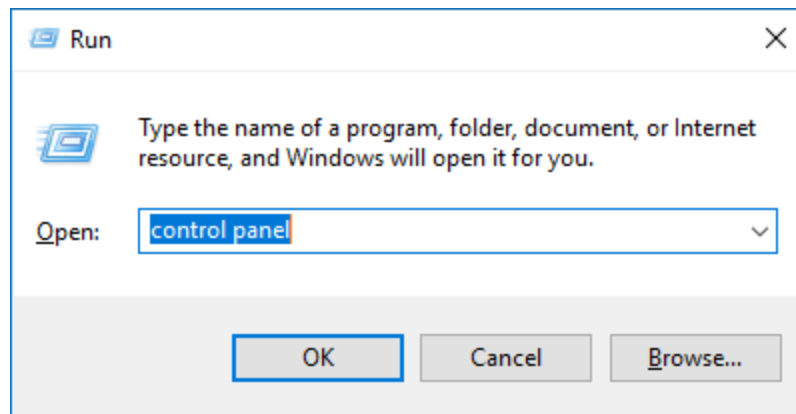 Run
Type the name of a program, folder, document, or Internet
resource, and Windows will open it for you.
Open: control panel
OK Cancel Browse...